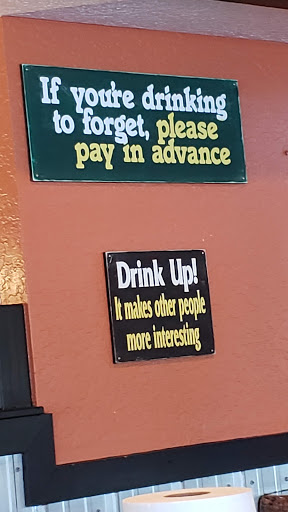 If you're drinking
to forget, please
pay in advance
Drink Up!
It makes other people
more interesting